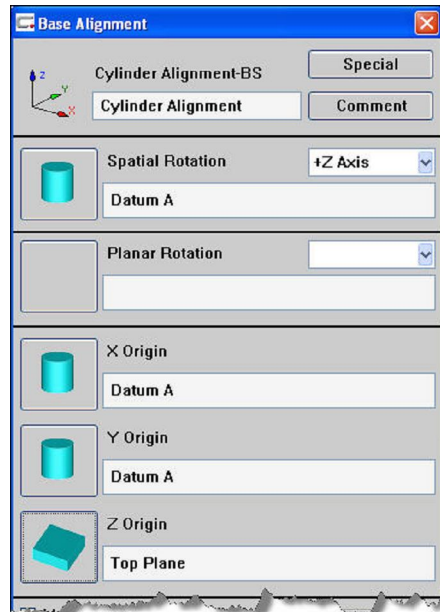 Base Alignment
Z
Y
X
Cylinder Alignment-BS
Special
Cylinder Alignment
Comment
Spatial Rotation
+Z Axis
Datum A
Planar Rotation
X Origin
Datum A
Y Origin
Datum A
Z Origin
Top Plane